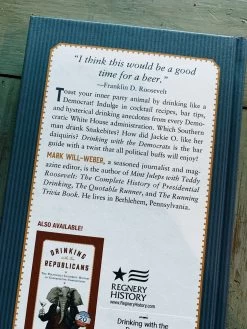 "I think this would be a good
time for a beer."
—Franklin D. Roosevelt
Toast your inner party animal by drinking like a
Democrat! Indulge in cocktail recipes, bar tips,
and hysterical drinking anecdotes from every Demo-
cratic White House administration. Which Southern
man drank Snakebites? How did Jackie O. like her
daiquiris? Drinking with the Democrats is the bar
guide with a twist that all political buffs will enjoy!
MARK WILL-WEBER, a seasoned journalist and mag-
azine editor, is the author of Mint Juleps with Teddy
Roosevelt: The Complete History of Presidential
Drinking, The Quotable Runner, and The Running
Trivia Book. He lives in Bethlehem, Pennsylvania.
ALSO AVAILABLE!
DRINKING
with the
REPUBLICANS
REGNERY
HISTORY
www.RegneryHistory.com
Drinking with the